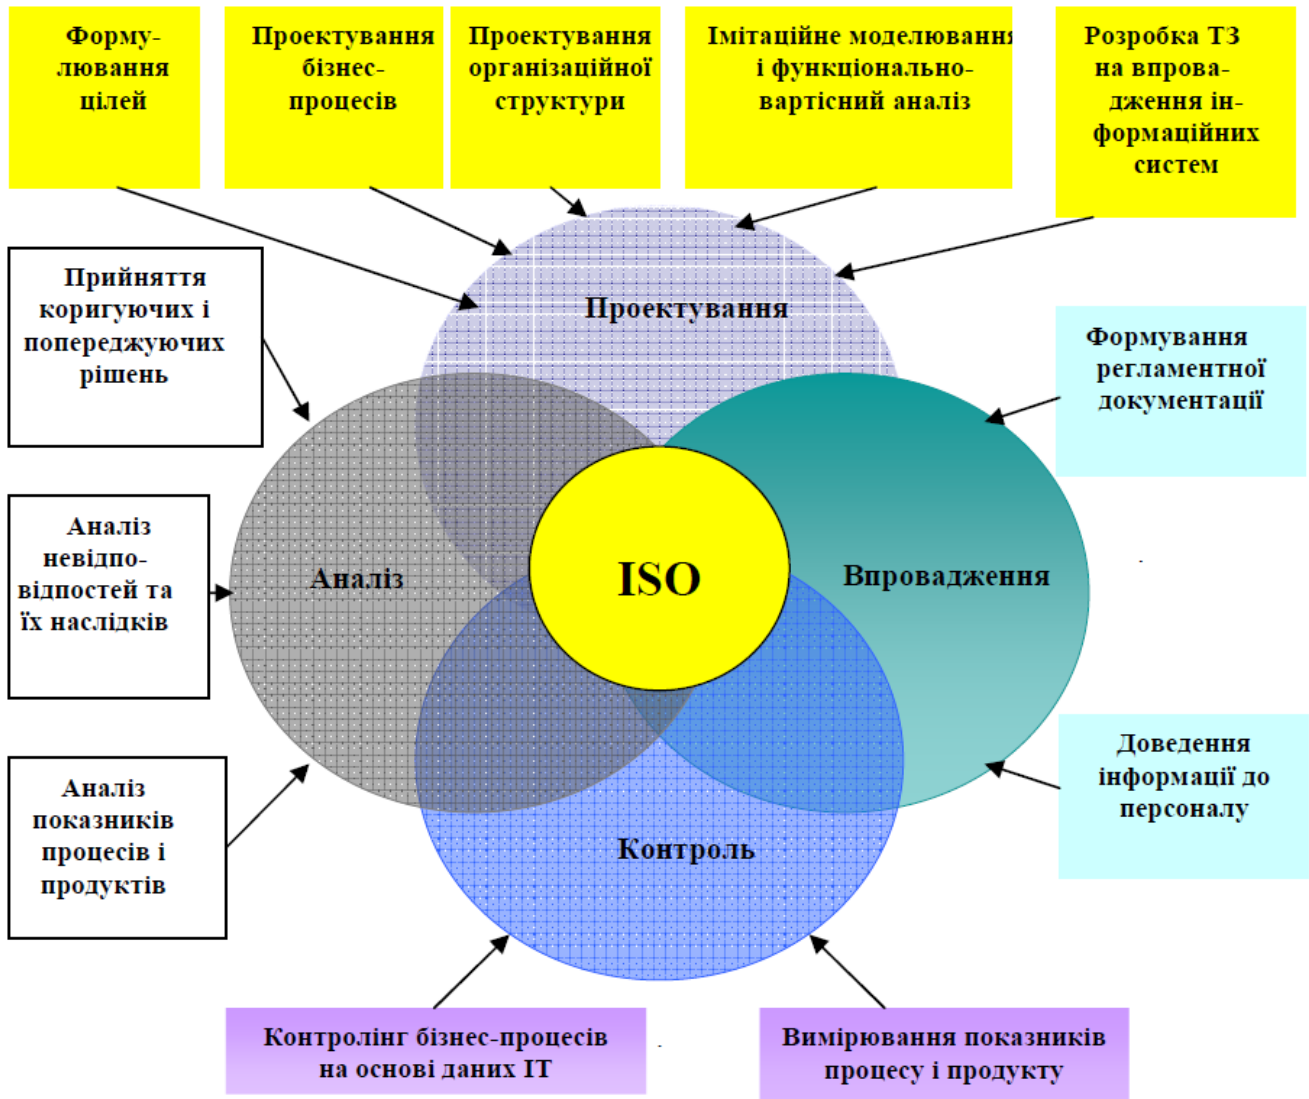 Форму-
лювання
цілей
Проектування
бізнес-
процесів
Проектування
організаційної
структури
Імітаційне моделювання
і функціонально-
вартісний аналіз
Розробка ТЗ
на впрова-
дження ін-
формаційних
систем
Прийняття
коригуючих і
попереджуючих
рішень
Проектування
Формування
регламентної
документації
Аналіз
невідпо-
відпостей та
їх наслідків
Аналіз
ISO
Впровадження
Аналіз
показників
процесів і
продуктів
Контроль
Доведення
інформації до
персоналу
Контролінг бізнес-процесів
на основі даних ІТ
Вимірювання показників
процесу і продукту